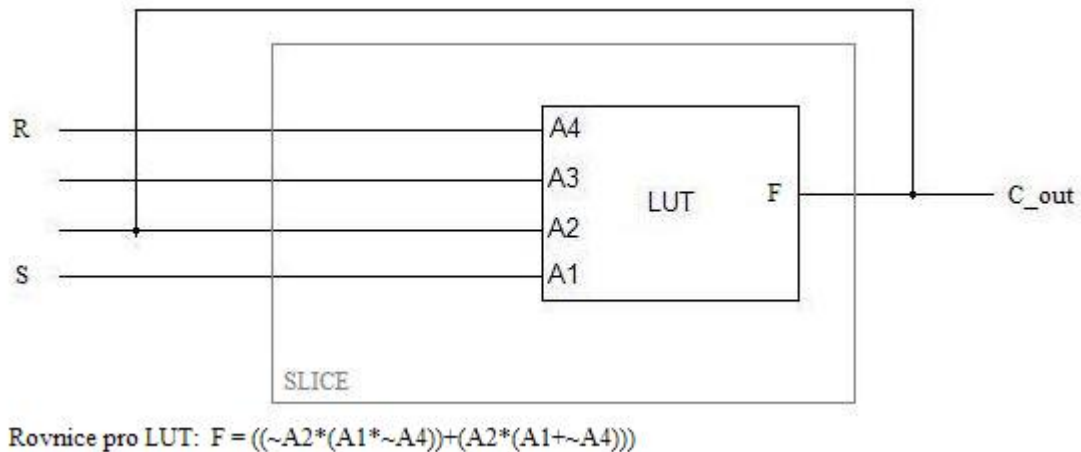 R
A4
A3
LUT
F
C_out
A2
S
A1
SLICE
Rovnice pro LUT: F = ((~A2*(A1*~A4))+(A2*(A1+~A4)))